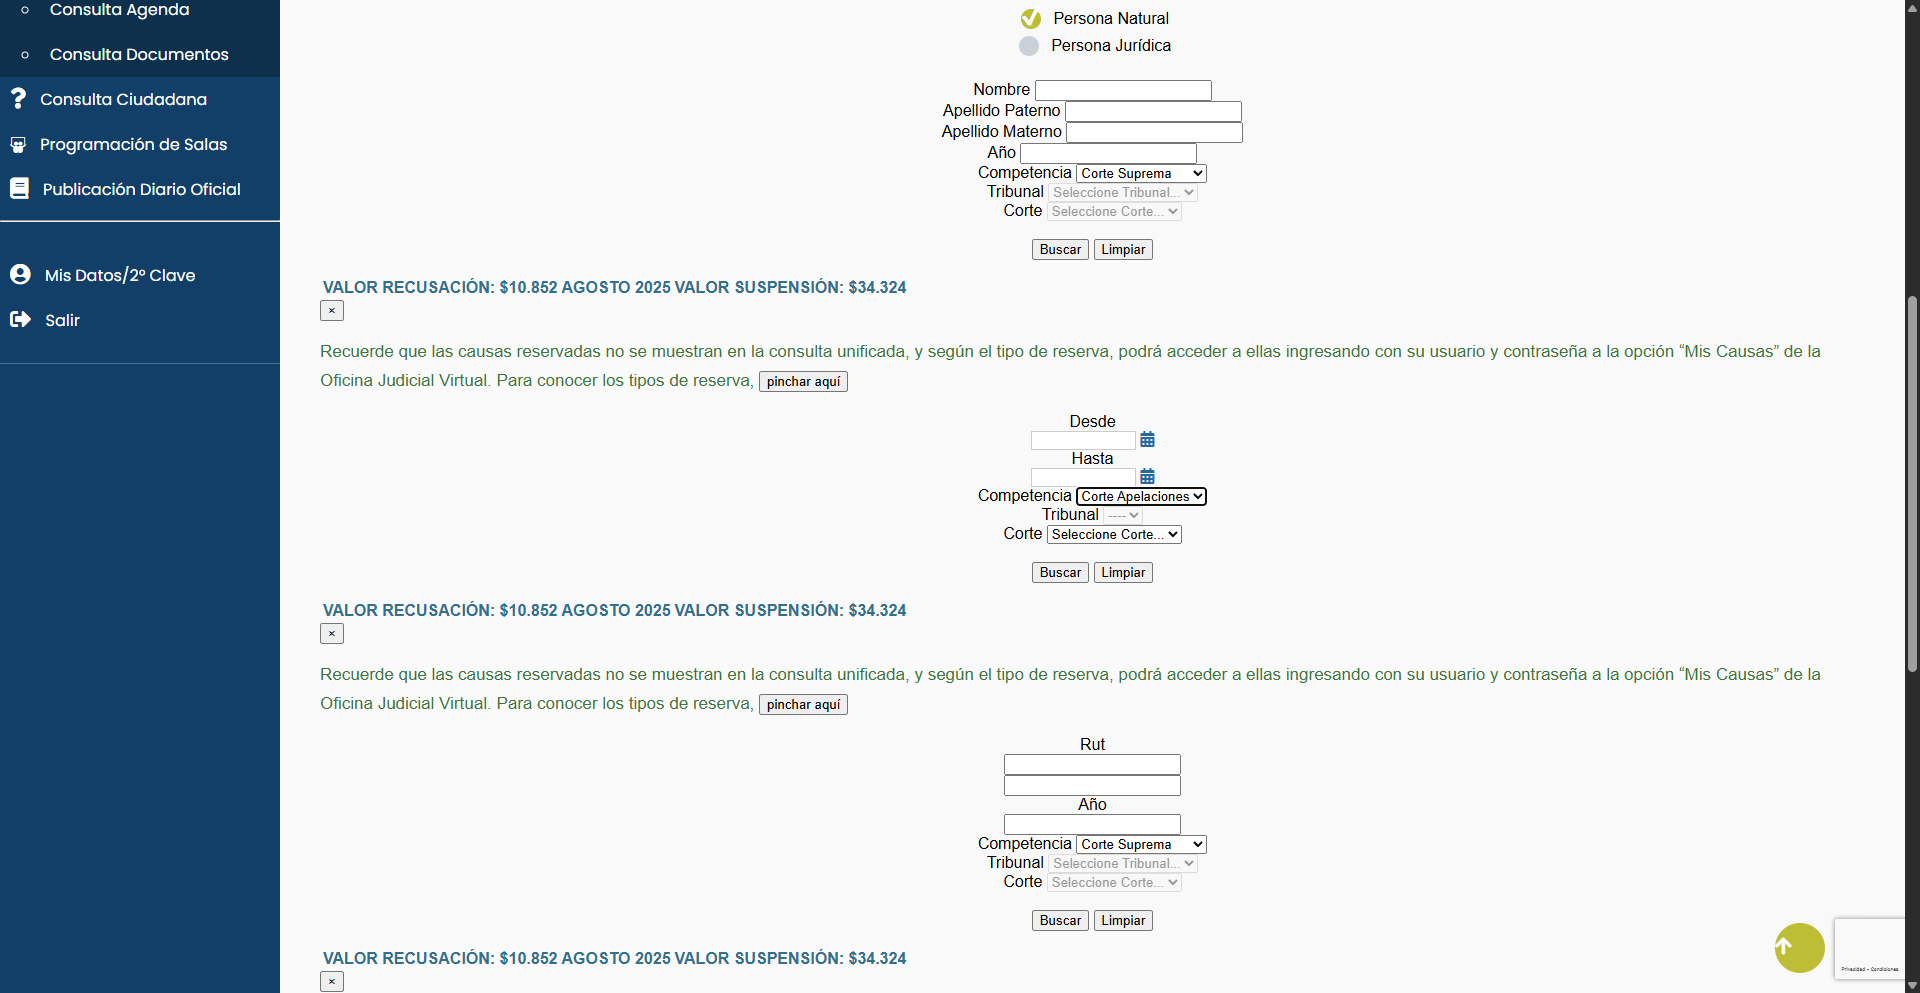 Consulta Agenda
Consulta Documentos
Consulta Ciudadana
Programación de Salas
Publicación Diario Oficial
Mis Datos/2º Clave
Salir
Persona Natural
Persona Jurídica
Nombre
Apellido Paterno
Apellido Materno
Año
Competencia Corte Suprema
Tribunal Seleccione Tribunal...
Corte Seleccione Corte...
Buscar Limpiar
VALOR RECUSACIÓN: $10.852 AGOSTO 2025 VALOR SUSPENSIÓN: $34.324
×
Recuerde que las causas reservadas no se muestran en la consulta unificada, y según el tipo de reserva, podrá acceder a ellas ingresando con su usuario y contraseña a la opción “Mis Causas” de la
Oficina Judicial Virtual. Para conocer los tipos de reserva, pinchar aquí
Desde
Hasta
Competencia Corte Apelaciones
Tribunal ----
Corte Seleccione Corte...
Buscar Limpiar
VALOR RECUSACIÓN: $10.852 AGOSTO 2025 VALOR SUSPENSIÓN: $34.324
×
Recuerde que las causas reservadas no se muestran en la consulta unificada, y según el tipo de reserva, podrá acceder a ellas ingresando con su usuario y contraseña a la opción “Mis Causas” de la
Oficina Judicial Virtual. Para conocer los tipos de reserva, pinchar aquí
Rut
Año
Competencia Corte Suprema
Tribunal Seleccione Tribunal...
Corte Seleccione Corte...
Buscar Limpiar
VALOR RECUSACIÓN: $10.852 AGOSTO 2025 VALOR SUSPENSIÓN: $34.324
×
Privacidad - Condiciones